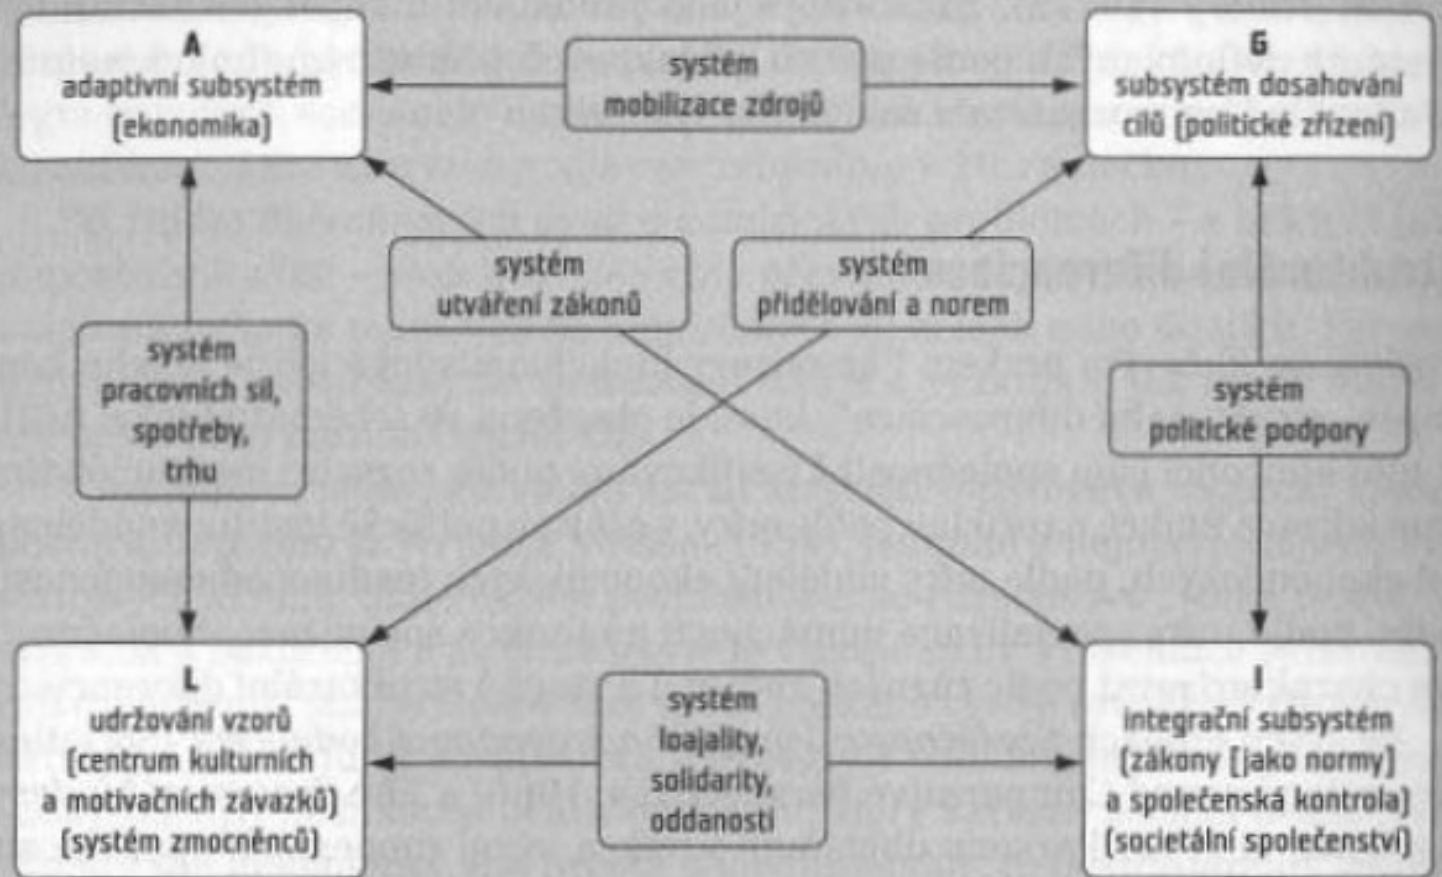 A
adaptivní subsystém
(ekonomika)
systém
mobilizace zdrojů
G
subsystém dosahování
cílů (politické zřízení)
systém
utváření zákonů
systém
přidělování a norem
systém
pracovních sil,
spotřeby,
trhu
systém
politické podpory
L
udržování vzorů
(centrum kulturních
a motivačních závazků)
(systém zmocněnců)
systém
loajality,
solidarity,
oddanosti
I
integrační subsystém
(zákony [jako normy]
a společenská kontrola)
(societální společenství)